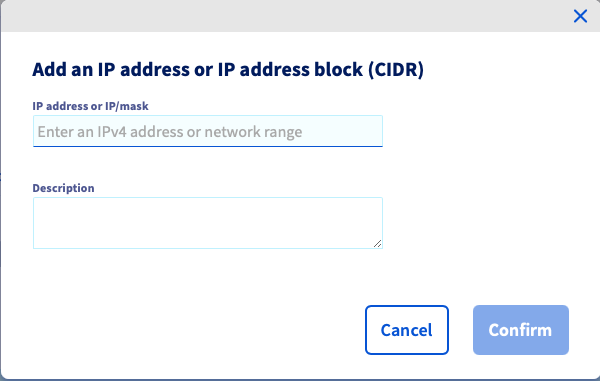 Add an IP address or IP address block (CIDR)
IP address or IP/mask
Enter an IPv4 address or network range
Description
Cancel
Confirm